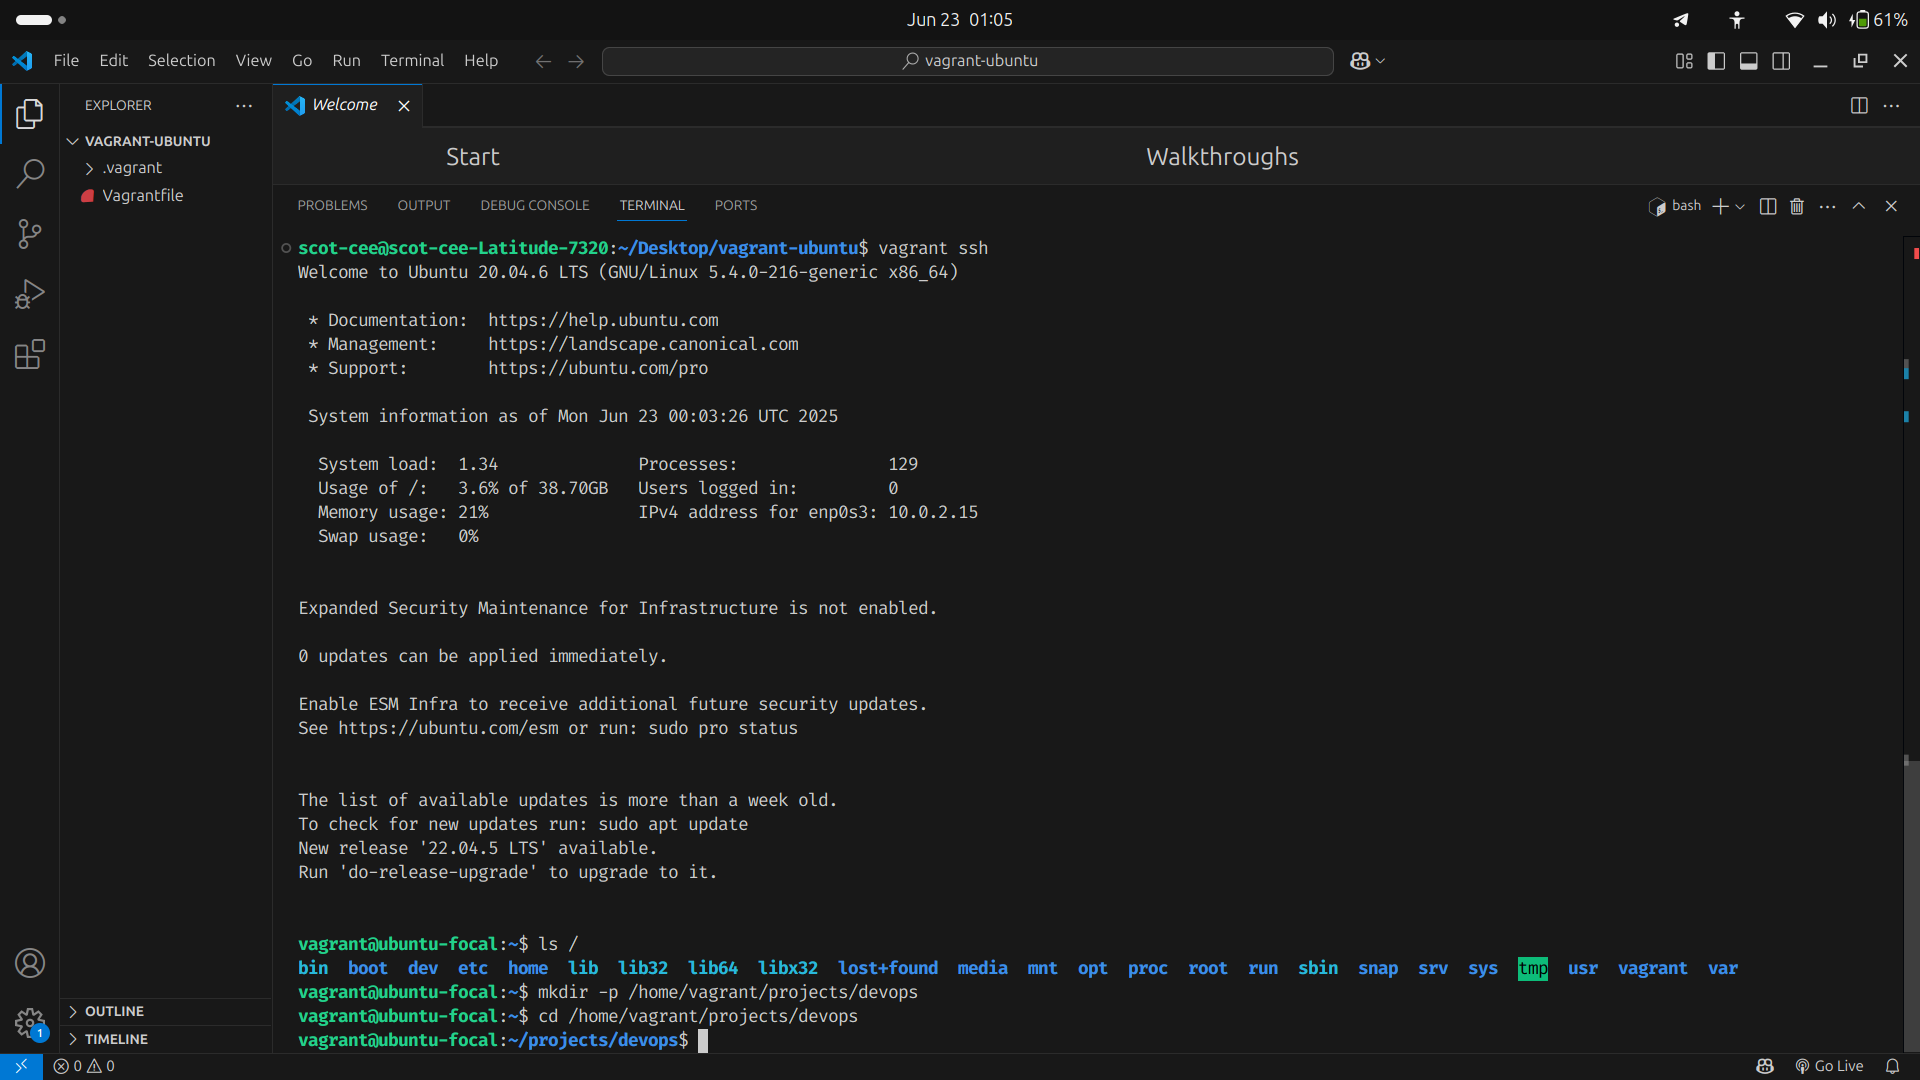 Jun 23 01:05
61%
File Edit Selection View Go Run Terminal Help
vagrant-ubuntu
EXPLORER
Welcome
VAGRANT-UBUNTU
.vagrant
Vagrantfile
Start
Walkthroughs
PROBLEMS OUTPUT DEBUG CONSOLE TERMINAL PORTS
bash
scot-cee@scot-cee-Latitude-7320:~/Desktop/vagrant-ubuntu$ vagrant ssh
Welcome to Ubuntu 20.04.6 LTS (GNU/Linux 5.4.0-216-generic x86_64)
* Documentation: https://help.ubuntu.com
* Management: https://landscape.canonical.com
* Support: https://ubuntu.com/pro
System information as of Mon Jun 23 00:03:26 UTC 2025
System load: 1.34 Processes: 129
Usage of /: 3.6% of 38.70GB Users logged in: 0
Memory usage: 21% IPv4 address for enp0s3: 10.0.2.15
Swap usage: 0%
Expanded Security Maintenance for Infrastructure is not enabled.
0 updates can be applied immediately.
Enable ESM Infra to receive additional future security updates.
See https://ubuntu.com/esm or run: sudo pro status
The list of available updates is more than a week old.
To check for new updates run: sudo apt update
New release '22.04.5 LTS' available.
Run 'do-release-upgrade' to upgrade to it.
vagrant@ubuntu-focal:~$ ls /
bin boot dev etc home lib lib32 lib64 libx32 lost+found media mnt opt proc root run sbin snap srv sys tmp usr vagrant var
vagrant@ubuntu-focal:~$ mkdir -p /home/vagrant/projects/devops
vagrant@ubuntu-focal:~$ cd /home/vagrant/projects/devops
vagrant@ubuntu-focal:~/projects/devops$
OUTLINE
TIMELINE
1
0 0
Go Live